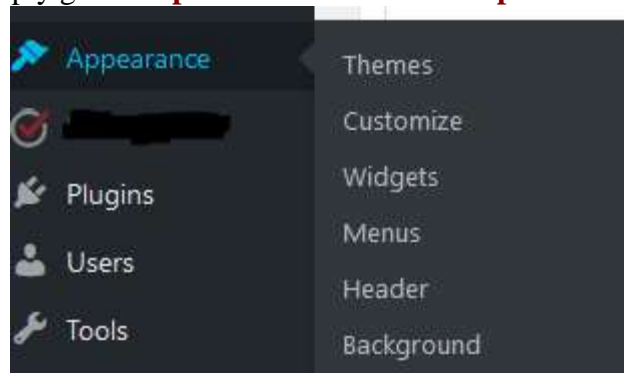 Appearance
Plugins
Users
Tools
Themes
Customize
Widgets
Menus
Header
Background